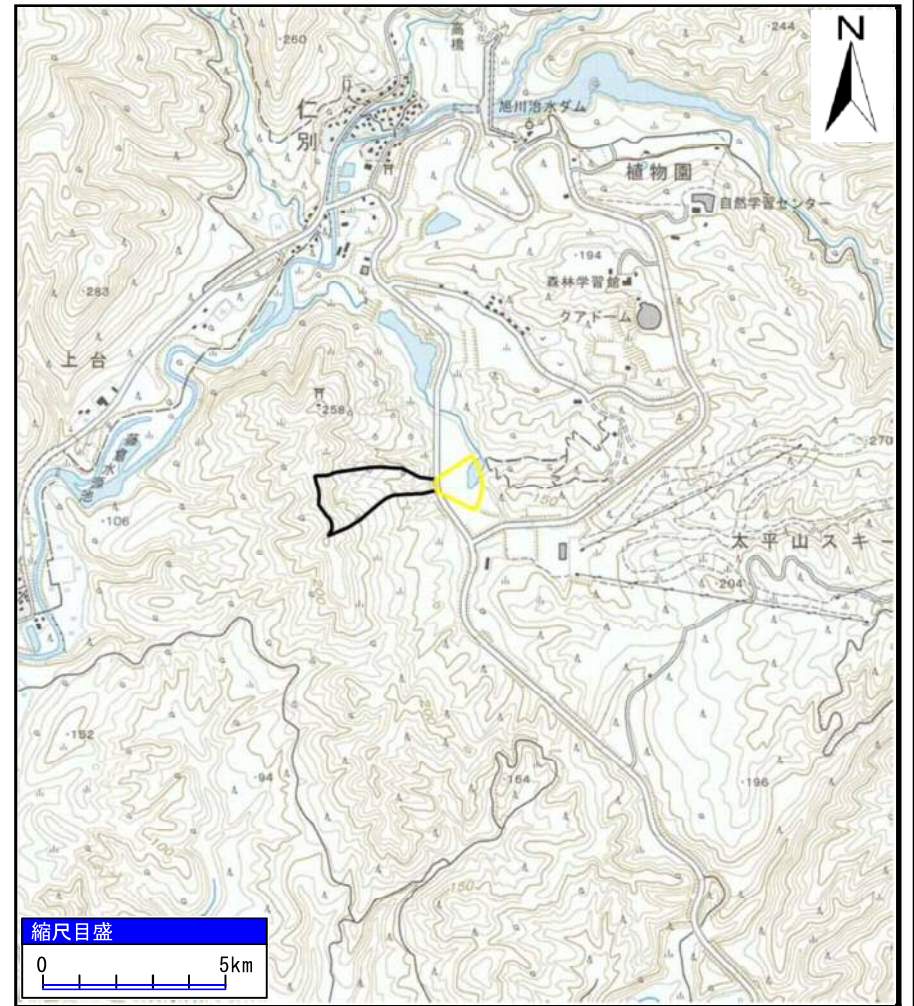 N
・260
・244
高橋
旭川治水ダム
仁別
植物園
自然学習センター
・194
森林学習館
・283
100
クアドーム
上台
・258
・270
藤倉水源池
150
・106
太平山スキー
・204
200
100
・152
・94
・164
・196
100
150
縮尺目盛
0
5km